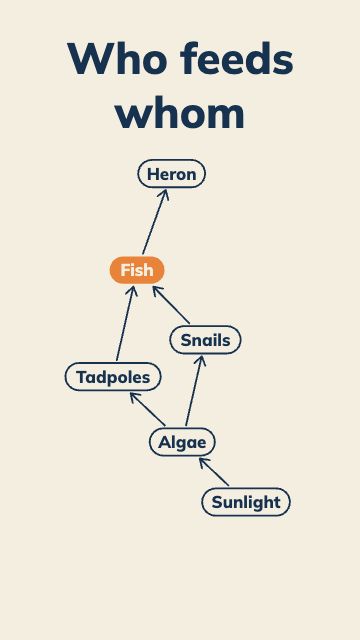 Who feeds
whom
Heron
Fish
Snails
Tadpoles
Algae
Sunlight